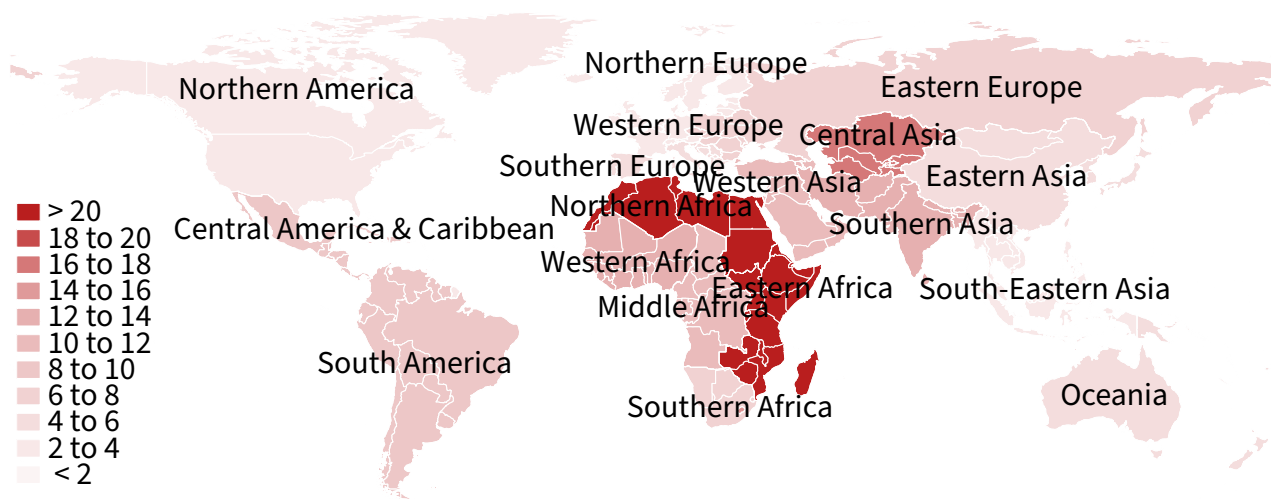 Northern America
Northern Europe
Eastern Europe
Western Europe
Central Asia
Southern Europe
Western Asia
Eastern Asia
Northern Africa
Central America & Caribbean
Southern Asia
Western Africa
Eastern Africa
South-Eastern Asia
Middle Africa
South America
Oceania
Southern Africa
> 20
18 to 20
16 to 18
14 to 16
12 to 14
10 to 12
8 to 10
6 to 8
4 to 6
2 to 4
< 2